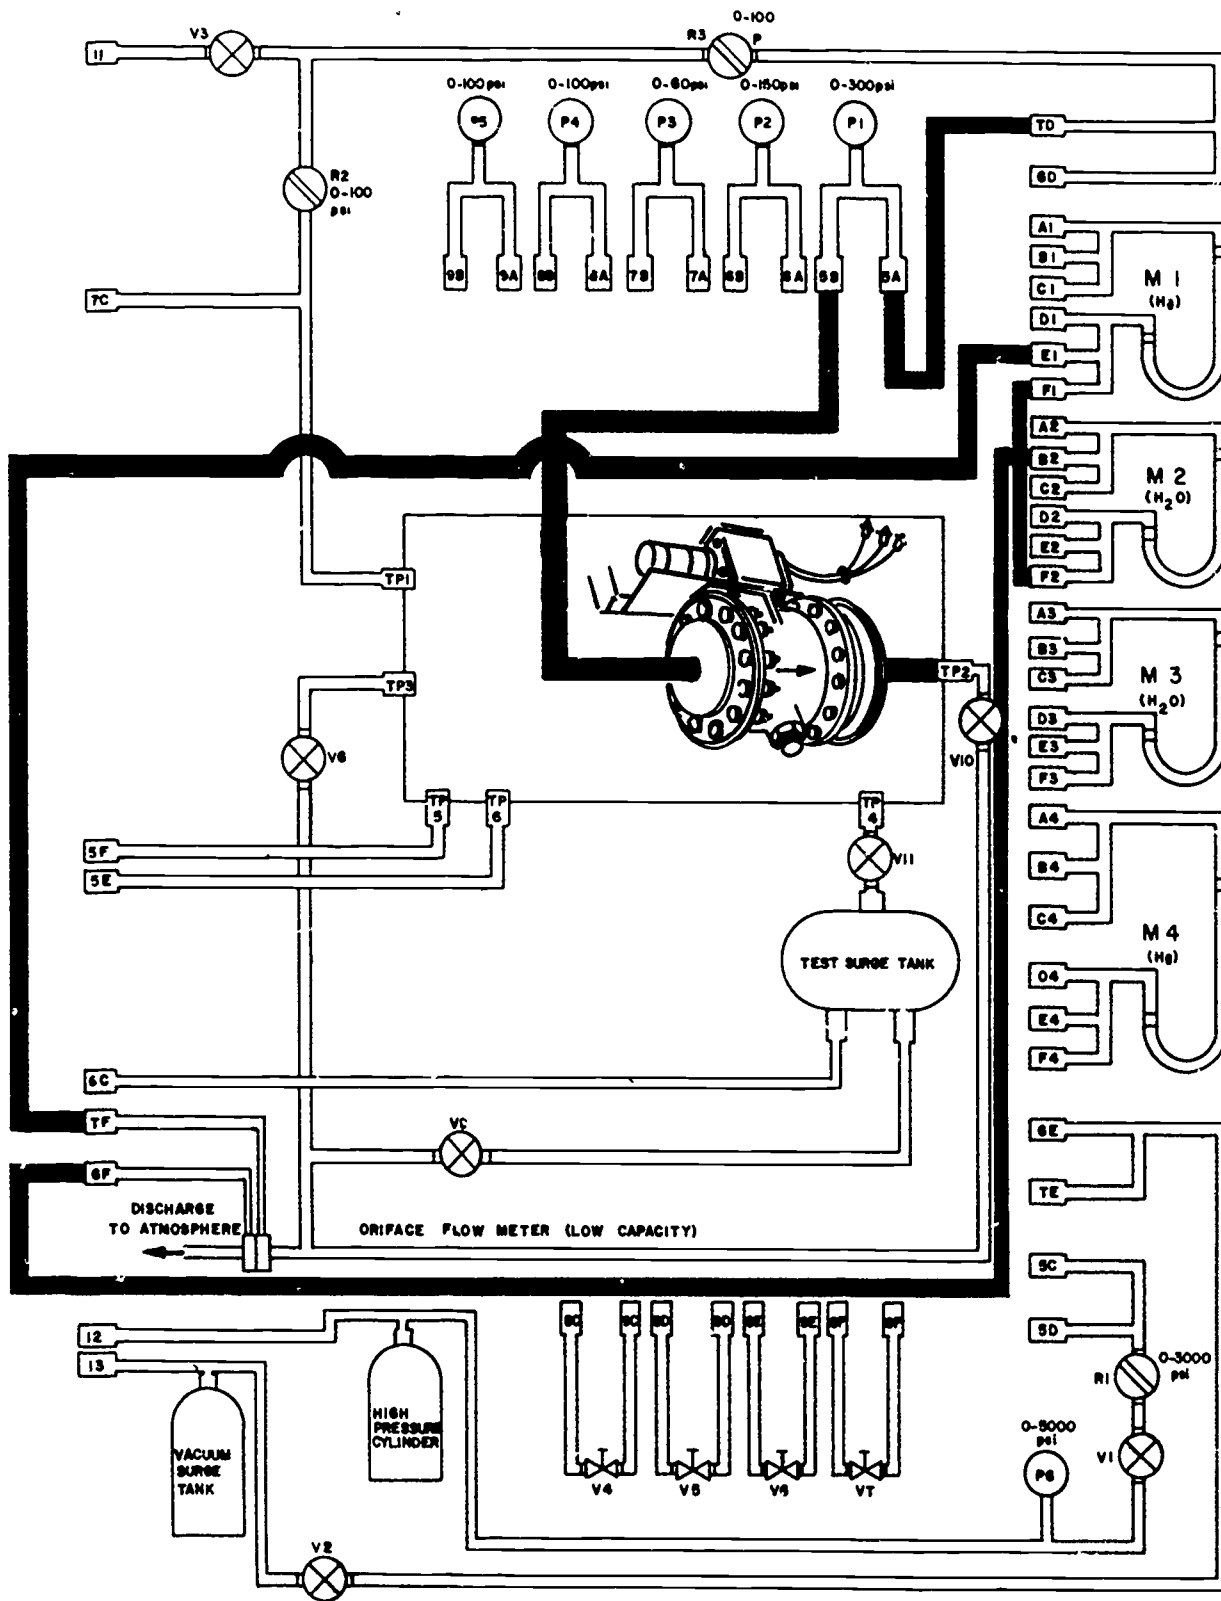 11
V3
R3
0-100
P
0-100psi
0-100psi
0-60psi
0-150psi
0-300psi
P5
P4
P3
P2
P1
9B
9A
8B
8A
7B
7A
6B
6A
5B
5A
TD
6D
R2
0-100
psi
7C
A1
B1
C1
D1
E1
F1
M 1
(Hg)
A2
B2
C2
D2
E2
F2
M 2
(H2O)
A3
B3
C3
D3
E3
F3
M 3
(H2O)
A4
B4
C4
D4
E4
F4
M 4
(Hg)
TP1
TP3
TP2
V6
V10
TP
5
TP
6
TP
4
V11
5F
5E
TEST SURGE TANK
6C
TF
VC
6F
6E
TE
DISCHARGE
TO ATMOSPHERE
ORIFACE FLOW METER (LOW CAPACITY)
5C
5D
R1
0-3000
psi
V1
0-5000
psi
P6
12
13
HIGH
PRESSURE
CYLINDER
VACUUM
SURGE
TANK
V4
V5
V6
V7
V2